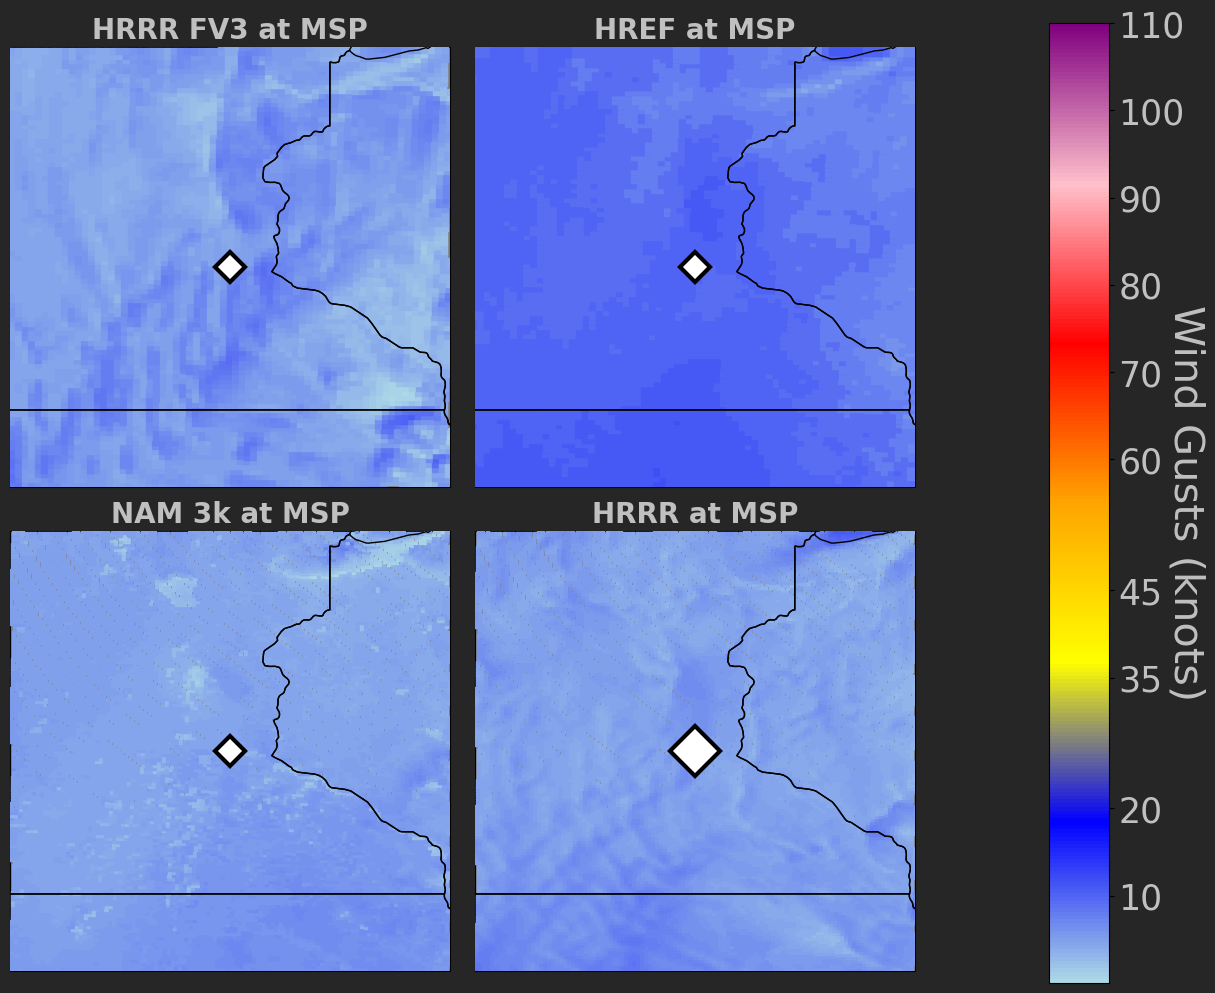 HRRR FV3 at MSP
HREF at MSP
NAM 3k at MSP
HRRR at MSP
110
100
90
80
70
60
45
35
20
10
Wind Gusts (knots)